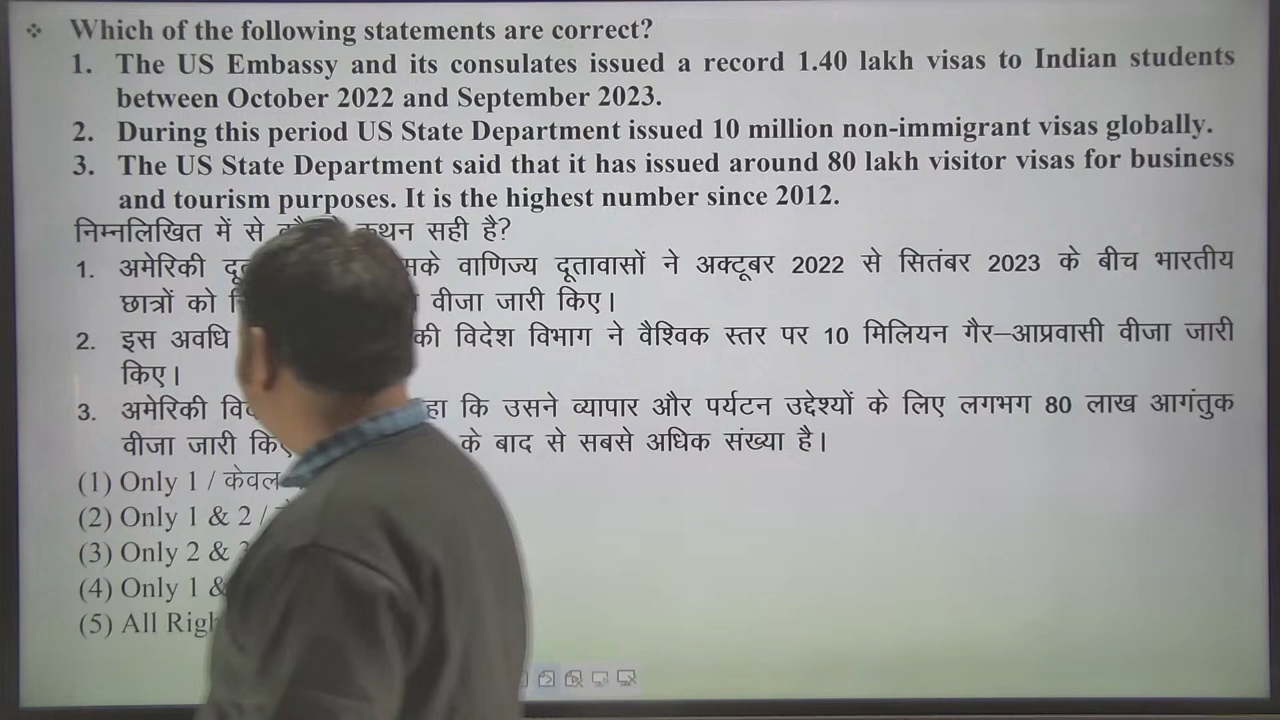 ❖ Which of the following statements are correct?
1. The US Embassy and its consulates issued a record 1.40 lakh visas to Indian students
between October 2022 and September 2023.
2. During this period US State Department issued 10 million non-immigrant visas globally.
3. The US State Department said that it has issued around 80 lakh visitor visas for business
and tourism purposes. It is the highest number since 2012.
निम्नलिखित में से कथन सही है?
1. अमेरिकी वाणिज्य दूतावासों ने अक्टूबर 2022 से सितंबर 2023 के बीच भारतीय
छात्रों को वीजा जारी किए।
2. इस अवधि की विदेश विभाग ने वैश्विक स्तर पर 10 मिलियन गैर–आप्रवासी वीजा जारी
किए।
3. अमेरिकी कि उसने व्यापार और पर्यटन उद्देश्यों के लिए लगभग 80 लाख आगंतुक
वीजा जारी के बाद से सबसे अधिक संख्या है।
(1) Only 1 / केवल
(2) Only 1 & 2 /
(3) Only 2 &
(4) Only 1 &
(5) All